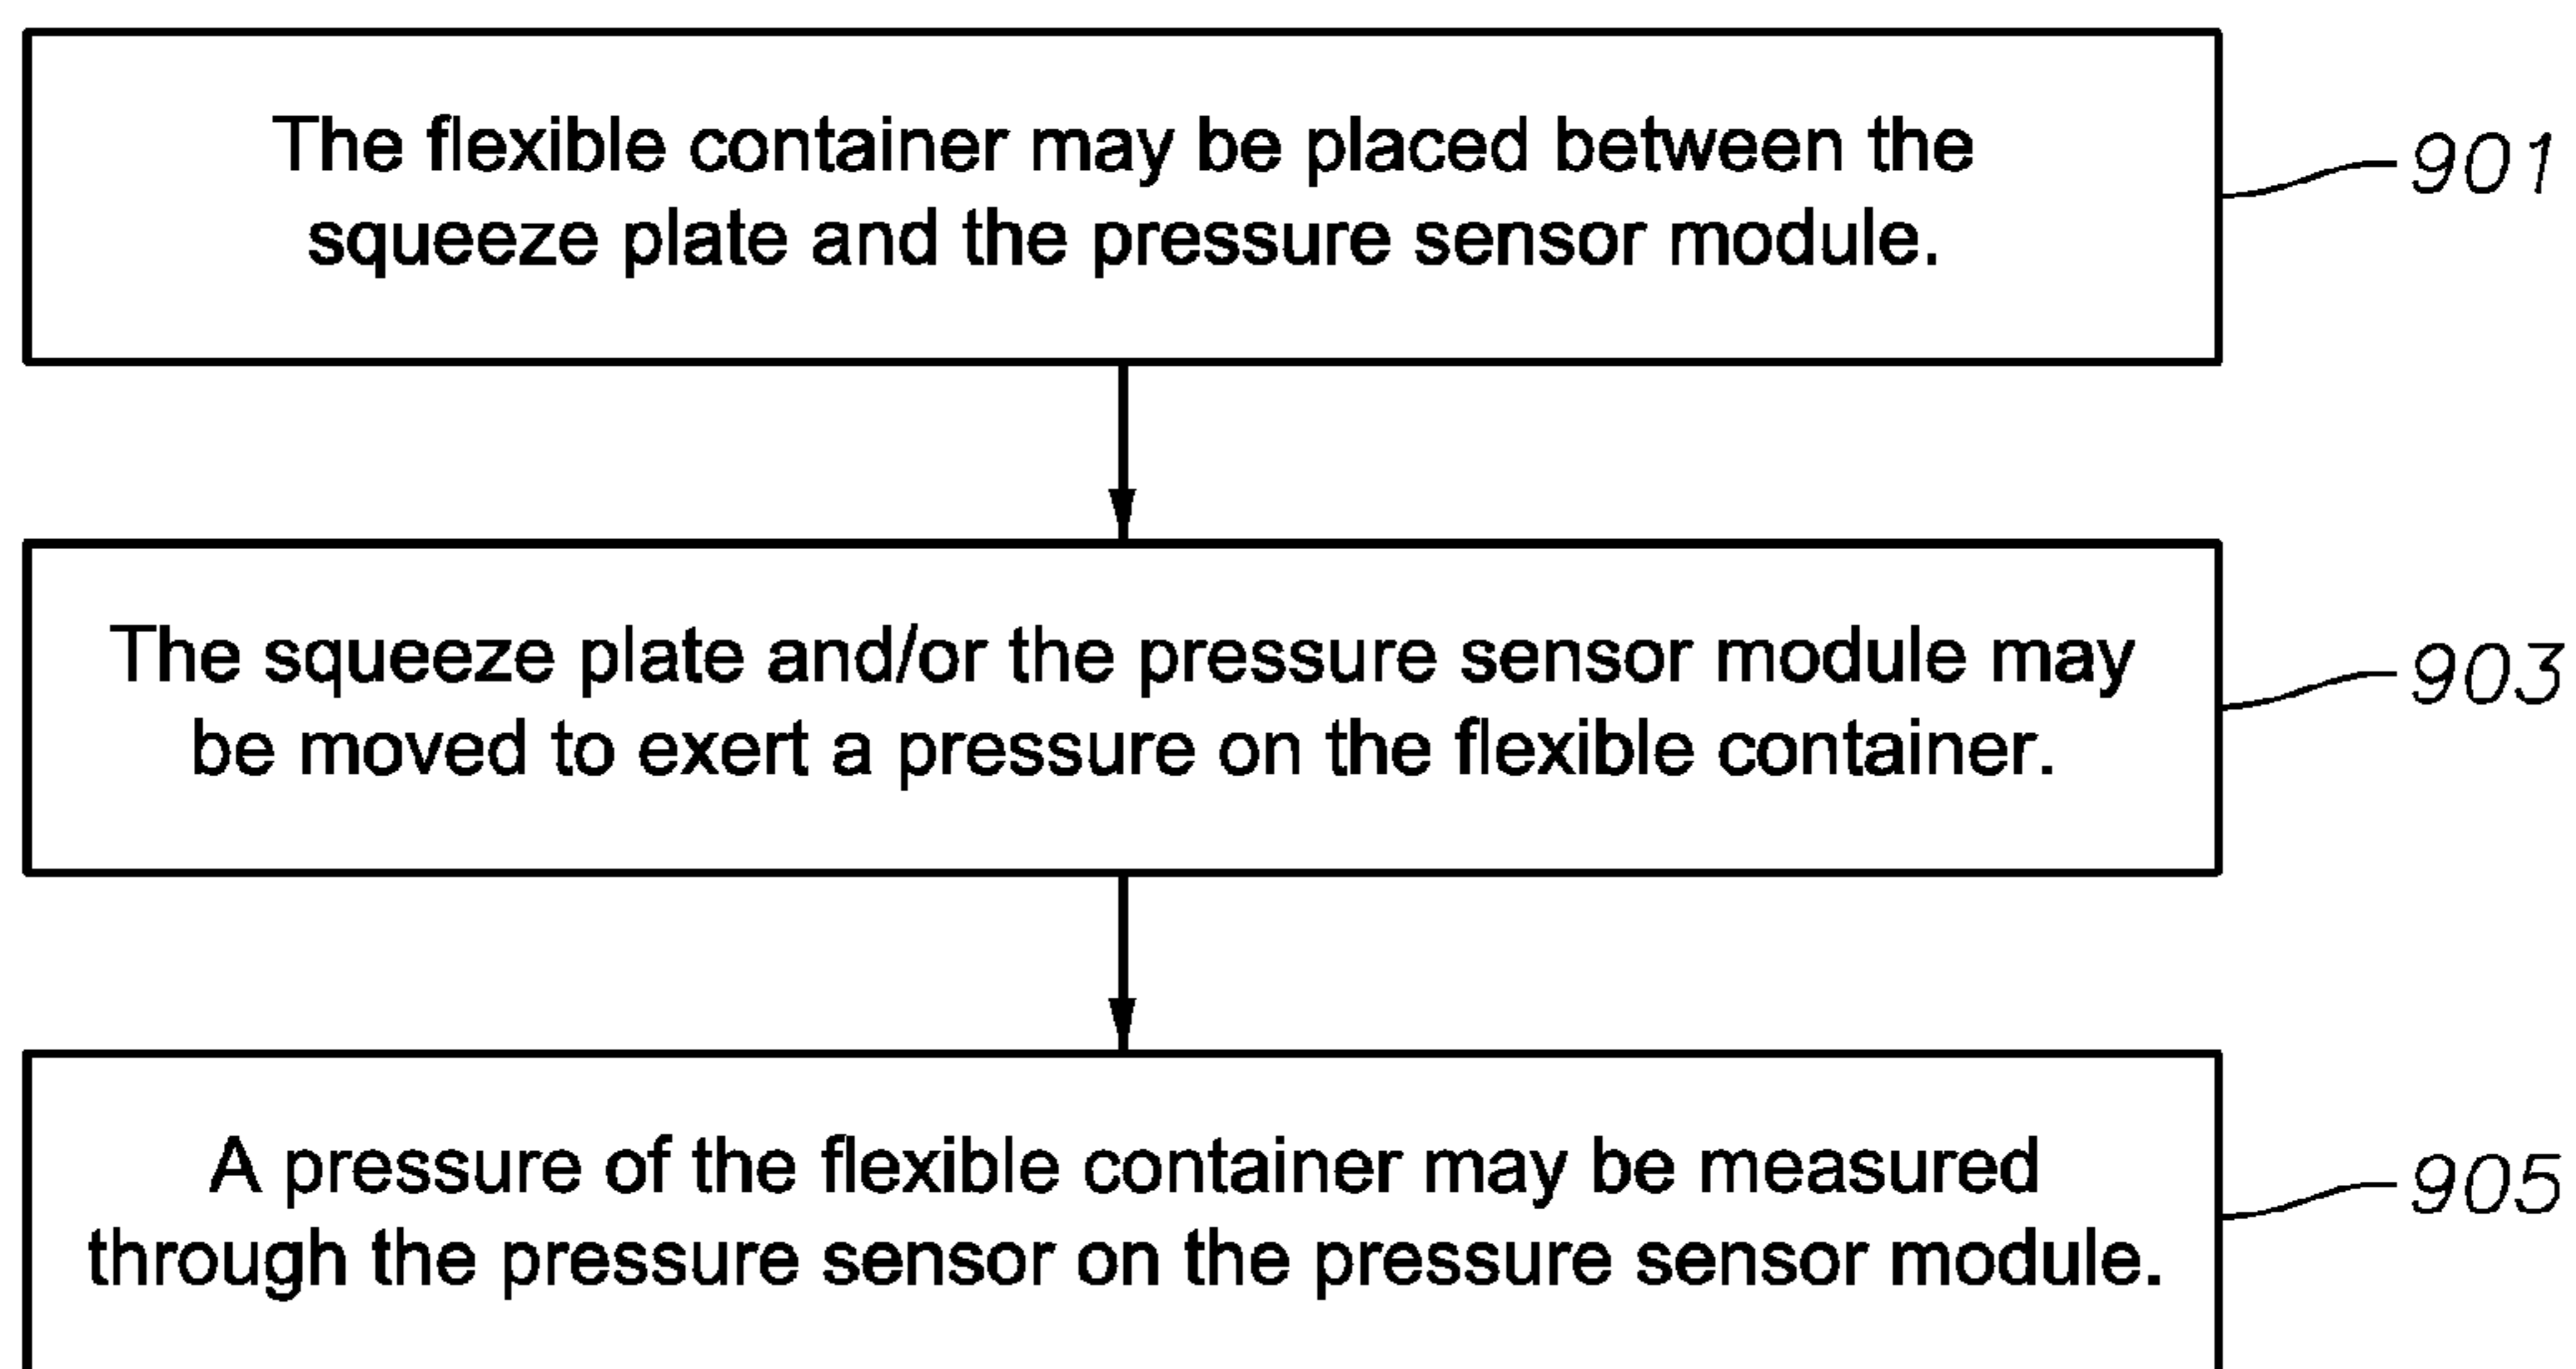 The flexible container may be placed between the
squeeze plate and the pressure sensor module.
901
The squeeze plate and/or the pressure sensor module may
be moved to exert a pressure on the flexible container.
903
A pressure of the flexible container may be measured
through the pressure sensor on the pressure sensor module.
905